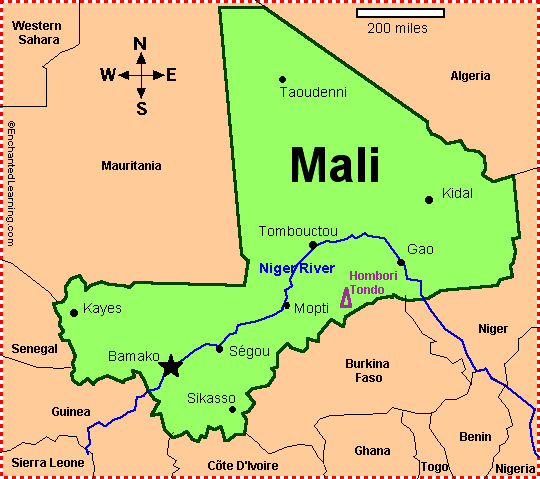 Western
Sahara
N
W
E
S
200 miles
Algeria
Taoudenni
©EnchantedLearning.com
Mauritania
Mali
Kidal
Tombouctou
Gao
Niger River
Hombori
Tondo
Kayes
Mopti
Niger
Senegal
Bamako
Ségou
Burkina
Faso
Sikasso
Guinea
Sierra Leone
Côte D'Ivoire
Ghana
Togo
Benin
Nigeria